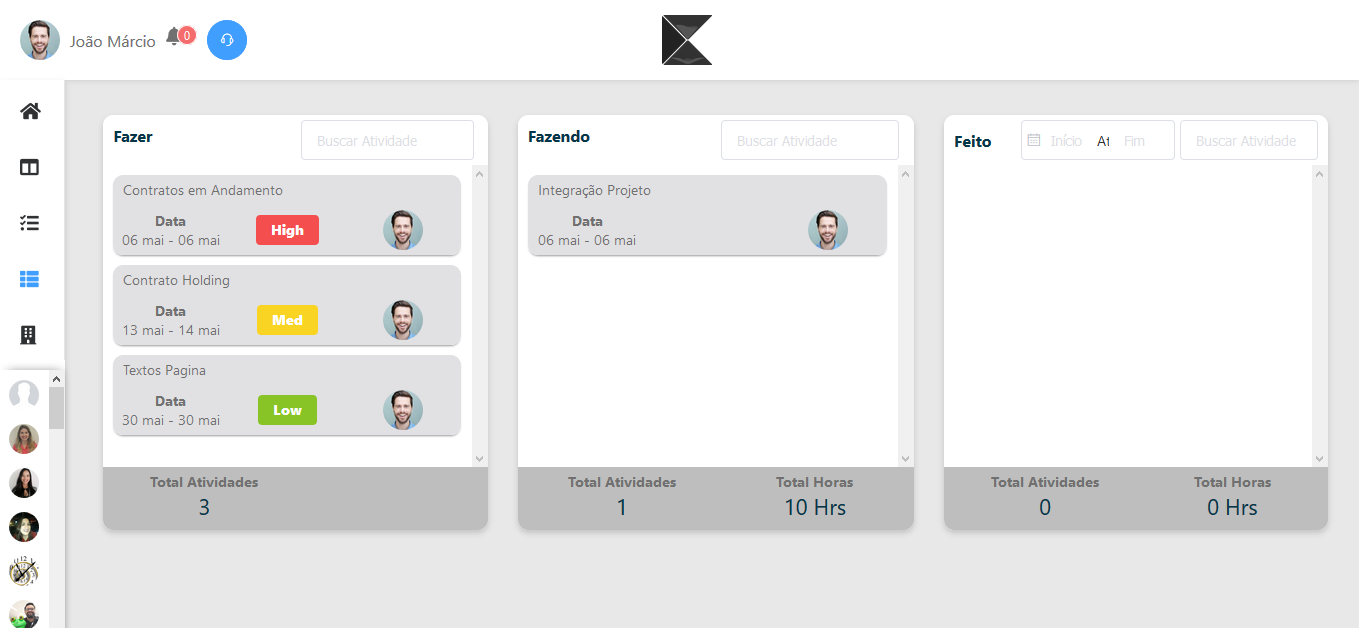 João Márcio
0
Fazer
Buscar Atividade
Contratos em Andamento
Data
06 mai - 06 mai
High
Contrato Holding
Data
13 mai - 14 mai
Med
Textos Pagina
Data
30 mai - 30 mai
Low
Total Atividades
3
Fazendo
Buscar Atividade
Integração Projeto
Data
06 mai - 06 mai
Total Atividades
1
Total Horas
10 Hrs
Feito
Início
Fim
Buscar Atividade
Total Atividades
0
Total Horas
0 Hrs